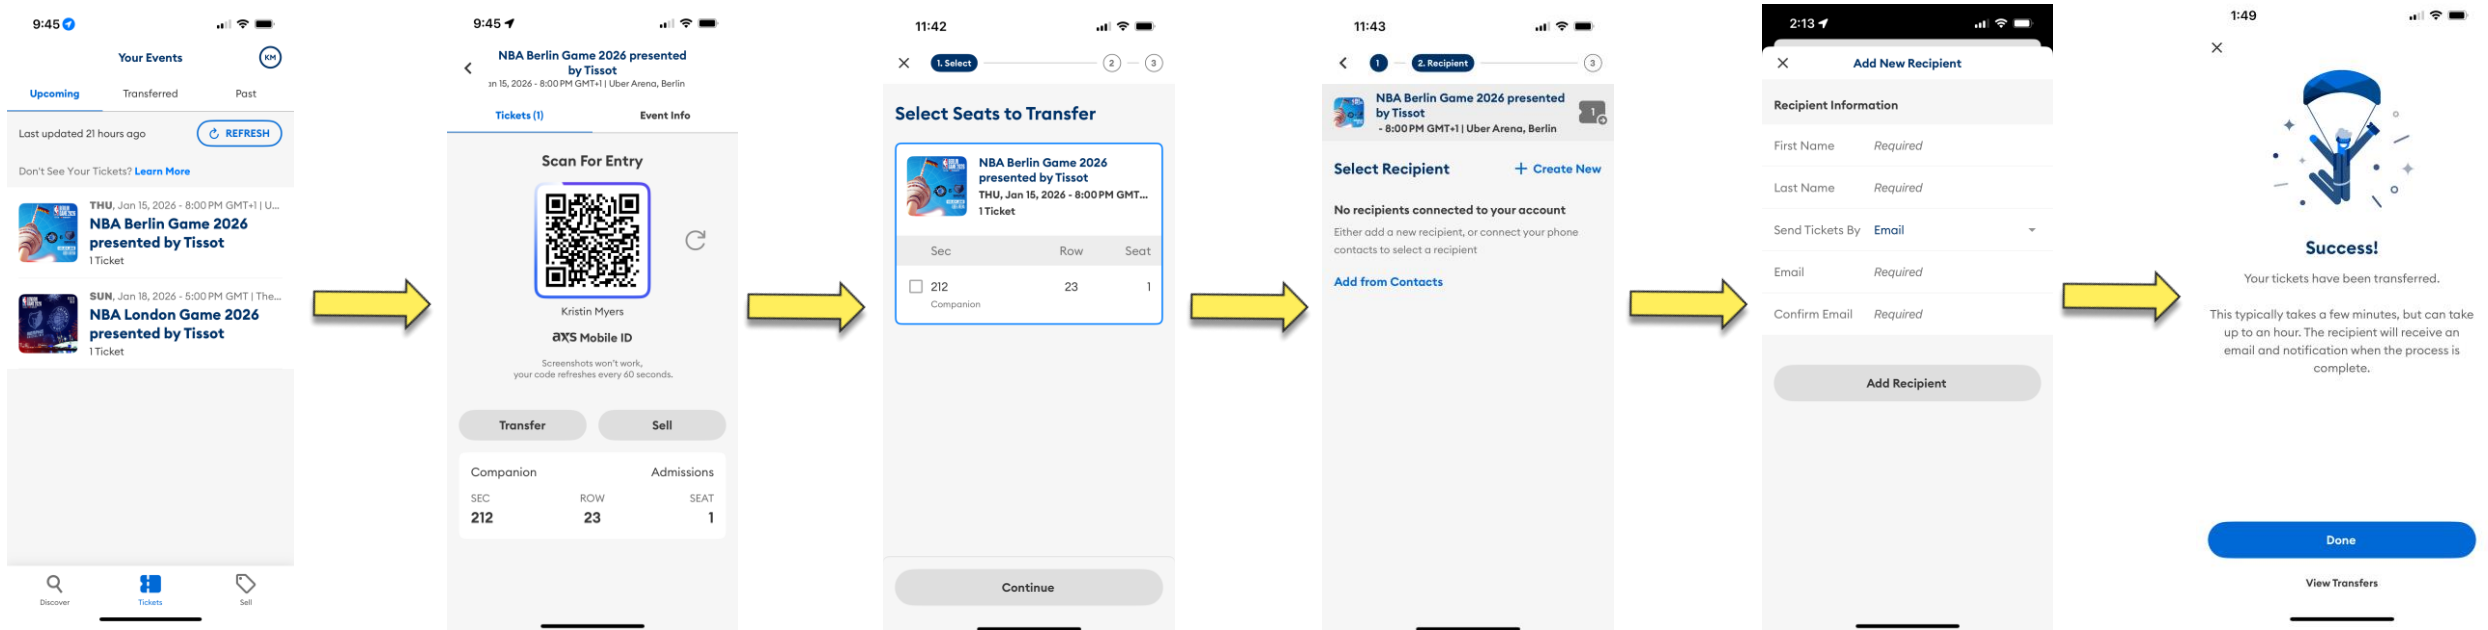 9:45
Your Events
KM
Upcoming
Transferred
Past
Last updated 21 hours ago
REFRESH
Don't See Your Tickets? Learn More
THU, Jan 15, 2026 - 8:00 PM GMT+1 | U...
NBA Berlin Game 2026
presented by Tissot
1 Ticket
SUN, Jan 18, 2026 - 5:00 PM GMT | The...
NBA London Game 2026
presented by Tissot
1 Ticket
Discover
Tickets
Sell
9:45
NBA Berlin Game 2026 presented
by Tissot
Jan 15, 2026 - 8:00 PM GMT+1 | Uber Arena, Berlin
Tickets (1)
Event Info
Scan For Entry
Kristin Myers
axs Mobile ID
Screenshots won't work,
your code refreshes every 60 seconds.
Transfer
Sell
Companion
Admissions
SEC
ROW
SEAT
212
23
1
11:42
1. Select
2
3
Select Seats to Transfer
NBA Berlin Game 2026
presented by Tissot
THU, Jan 15, 2026 - 8:00 PM GMT...
1 Ticket
Sec
Row
Seat
212
23
1
Companion
Continue
11:43
1
2. Recipient
3
NBA Berlin Game 2026 presented
by Tissot
- 8:00 PM GMT+1 | Uber Arena, Berlin
1
Select Recipient
+ Create New
No recipients connected to your account
Either add a new recipient, or connect your phone
contacts to select a recipient
Add from Contacts
2:13
Add New Recipient
Recipient Information
First Name Required
Last Name Required
Send Tickets By Email
Email Required
Confirm Email Required
Add Recipient
1:49
Success!
Your tickets have been transferred.
This typically takes a few minutes, but can take
up to an hour. The recipient will receive an
email and notification when the process is
complete.
Done
View Transfers